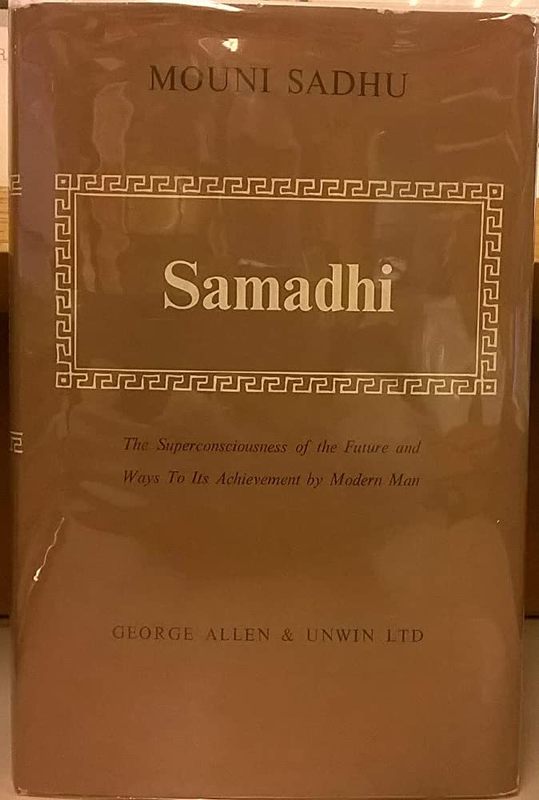 MOUNI SADHU
Samadhi
The Superconsciousness of the Future and
Ways To Its Achievement by Modern Man
GEORGE ALLEN & UNWIN LTD